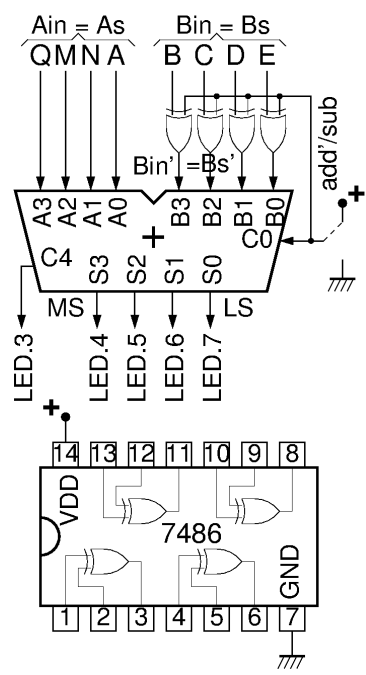 Ain = As Bin = Bs
Q M N A B C D E
add'/sub
Bin' = Bs'
+
A3 A2 A1 A0 B3 B2 B1 B0
+
C4 C0
S3 S2 S1 S0
MS LS
LED.3 LED.4 LED.5 LED.6 LED.7
+
14 13 12 11 10 9 8
VDD
7486
GND
1 2 3 4 5 6 7